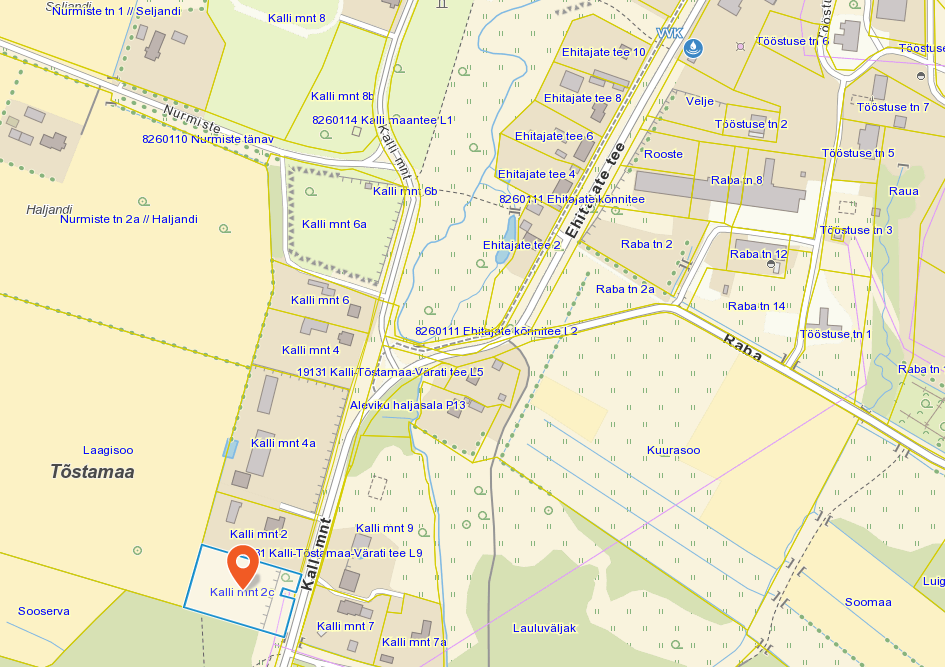 Seljandi
Nurmiste tn 1 // Seljandi
Kalli mnt 8
VVK
Ehitajate tee 10
Tööstuse tn 6
Kalli mnt 8b
Ehitajate tee 8
Velje
Tööstuse tn 7
Nurmiste
8260114 Kalli maantee L1
8260110 Nurmiste tänav
Ehitajate tee 6
Tööstuse tn 2
Kalli mnt
Rooste
Tööstuse tn 5
Ehitajate tee 4
Raba tn 8
Kalli mnt 6b
Raua
8260111 Ehitajate kõnnitee
Haljandi
Nurmiste tn 2a // Haljandi
Kalli mnt 6a
Ehitajate tee
Tööstuse tn 3
Ehitajate tee 2
Raba tn 2
Raba tn 12
Raba tn 2a
Kalli mnt 6
Raba tn 14
8260111 Ehitajate kõnnitee L2
Tööstuse tn 1
Kalli mnt 4
Raba
19131 Kalli-Tõstamaa-Värati tee L5
Raba tn
Aleviku haljasala P13
Kalli mnt 4a
Laagisoo
Kuurasoo
Tõstamaa
Kalli mnt 9
Kalli mnt 2
Kalli-Tõstamaa-Värati tee L9
Kalli mnt
Kalli mnt 2c
Sooserva
Soomaa
Kalli mnt 7
Lauluväljak
Kalli mnt 7a